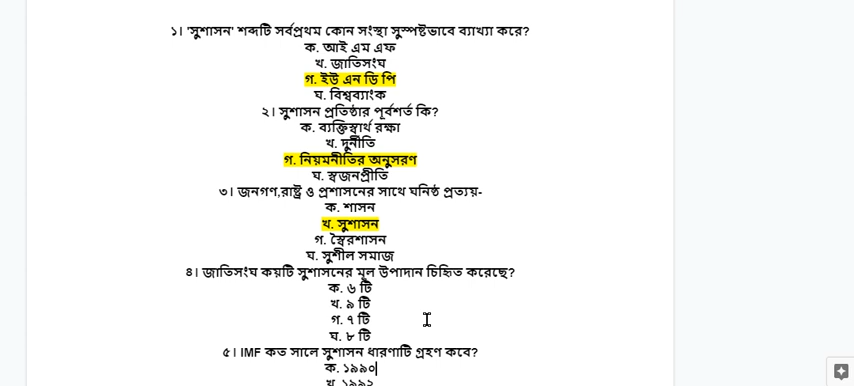 ১। 'সুশাসন' শব্দটি সর্বপ্রথম কোন সংস্থা সুস্পষ্টভাবে ব্যাখ্যা করে?
ক. আই এম এফ
খ. জাতিসংঘ
গ. ইউ এন ডি পি
ঘ. বিশ্বব্যাংক
২। সুশাসন প্রতিষ্ঠার পূর্বশর্ত কি?
ক. ব্যক্তিস্বার্থ রক্ষা
খ. দুর্নীতি
গ. নিয়মনীতির অনুসরণ
ঘ. স্বজনপ্রীতি
৩। জনগণ,রাষ্ট্র ও প্রশাসনের সাথে ঘনিষ্ঠ প্রত্যয়-
ক. শাসন
খ. সুশাসন
গ. স্বৈরশাসন
ঘ. সুশীল সমাজ
৪। জাতিসংঘ কয়টি সুশাসনের মূল উপাদান চিহ্নিত করেছে?
ক. ৬ টি
খ. ৯ টি
গ. ৭ টি
ঘ. ৮ টি
৫। IMF কত সালে সুশাসন ধারণাটি গ্রহণ কবে?
ক. ১৯৯০
খ. ১৯৯২